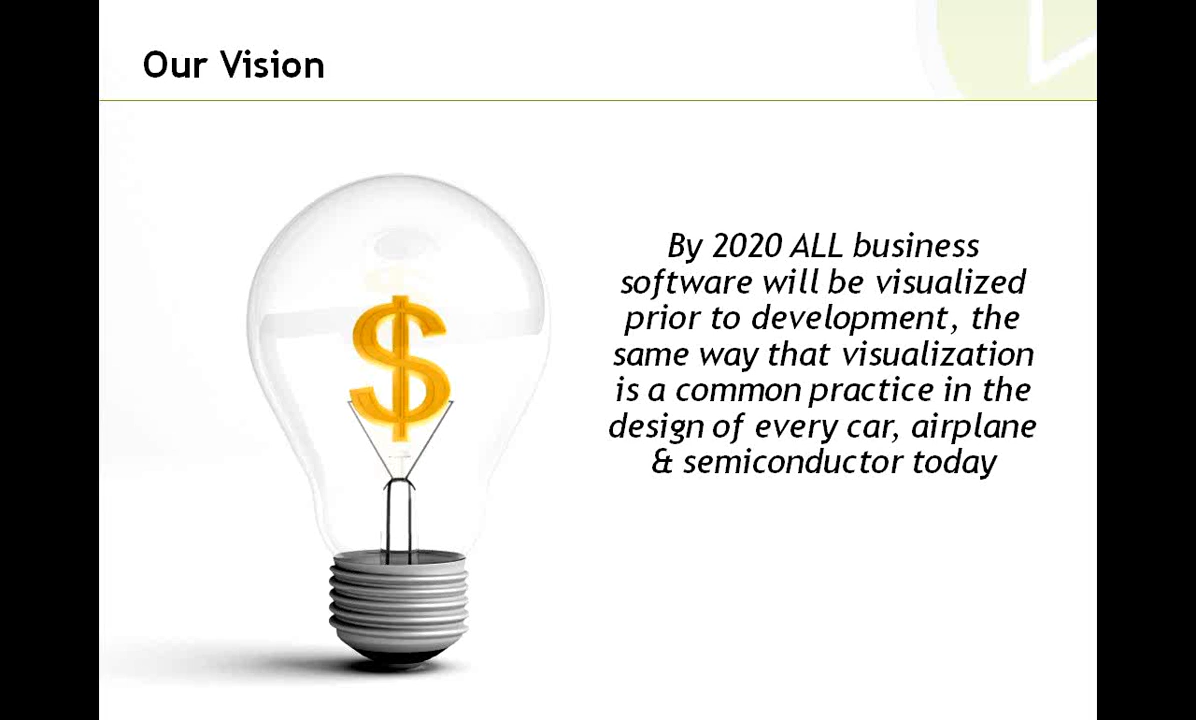 Our Vision
By 2020 ALL business
software will be visualized
prior to development, the
same way that visualization
is a common practice in the
design of every car, airplane
& semiconductor today
$